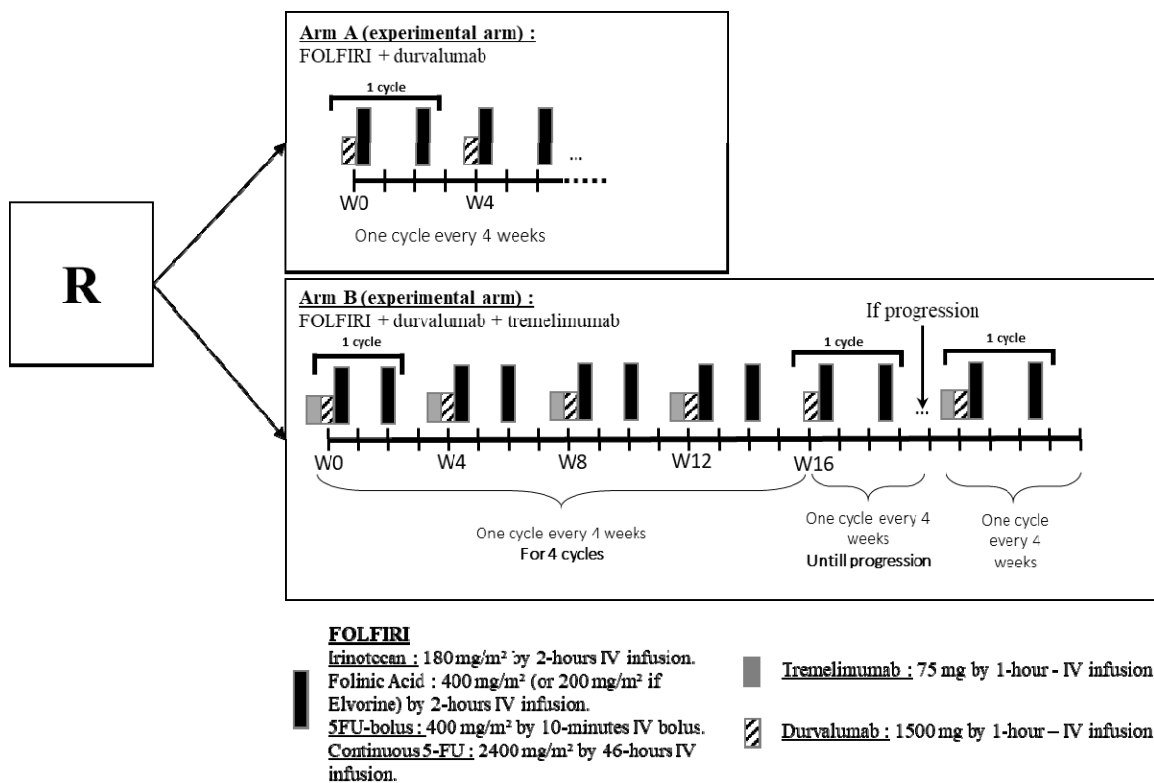 R
Arm A (experimental arm) :
FOLFIRI + durvalumab
1 cycle
...
W0 W4
One cycle every 4 weeks
Arm B (experimental arm) :
FOLFIRI + durvalumab + tremelimumab
If progression
1 cycle 1 cycle 1 cycle
...
W0 W4 W8 W12 W16
One cycle every 4 weeks
For 4 cycles
One cycle every 4
weeks
Untill progression
One cycle
every 4
weeks
FOLFIRI
Irinotecan : 180 mg/m² by 2-hours IV infusion.
Folinic Acid : 400 mg/m² (or 200 mg/m² if
Elvorine) by 2-hours IV infusion.
5FU-bolus : 400 mg/m² by 10-minutes IV bolus.
Continuous 5-FU : 2400 mg/m² by 46-hours IV
infusion.
Tremelimumab : 75 mg by 1-hour - IV infusion
Durvalumab : 1500 mg by 1-hour – IV infusion